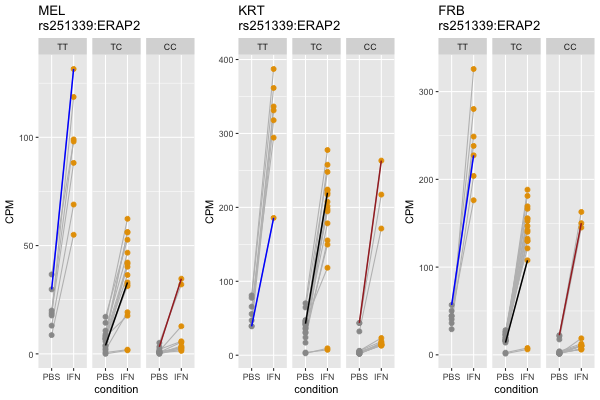 MEL
rs251339:ERAP2
TT TC CC
CPM
100
50
0
PBS IFN PBS IFN PBS IFN
condition
KRT
rs251339:ERAP2
TT TC CC
CPM
400
300
200
100
0
PBS IFN PBS IFN PBS IFN
condition
FRB
rs251339:ERAP2
TT TC CC
CPM
300
200
100
0
PBS IFN PBS IFN PBS IFN
condition